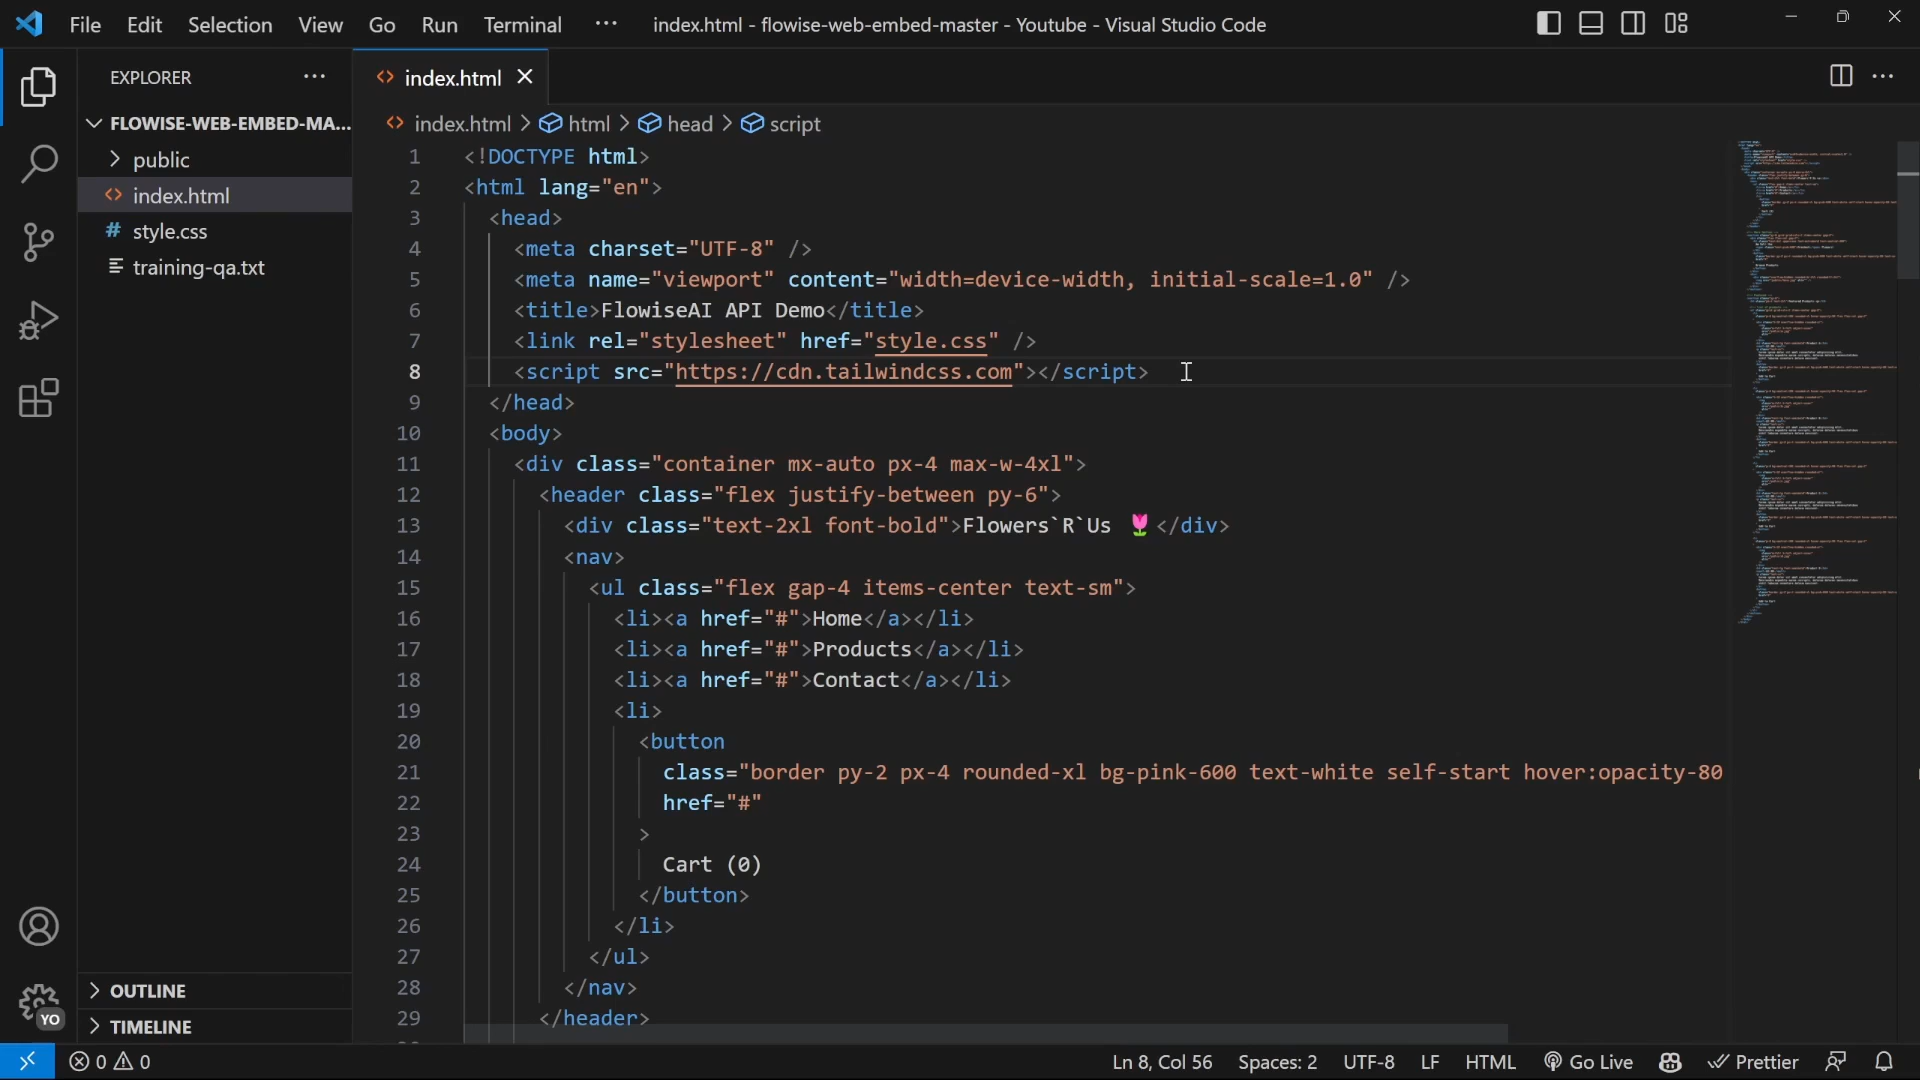 File Edit Selection View Go Run Terminal ··· index.html - flowise-web-embed-master - Youtube - Visual Studio Code
EXPLORER ···
FLOWISE-WEB-EMBED-MA...
public
index.html
style.css
training-qa.txt
OUTLINE
TIMELINE
index.html
index.html > html > head > script
1 <!DOCTYPE html>
2 <html lang="en">
3 <head>
4 <meta charset="UTF-8" />
5 <meta name="viewport" content="width=device-width, initial-scale=1.0" />
6 <title>FlowiseAI API Demo</title>
7 <link rel="stylesheet" href="style.css" />
8 <script src="https://cdn.tailwindcss.com"></script>
9 </head>
10 <body>
11 <div class="container mx-auto px-4 max-w-4xl">
12 <header class="flex justify-between py-6">
13 <div class="text-2xl font-bold">Flowers`R`Us 🌷</div>
14 <nav>
15 <ul class="flex gap-4 items-center text-sm">
16 <li><a href="#">Home</a></li>
17 <li><a href="#">Products</a></li>
18 <li><a href="#">Contact</a></li>
19 <li>
20 <button
21 class="border py-2 px-4 rounded-xl bg-pink-600 text-white self-start hover:opacity-80
22 href="#"
23 >
24 Cart (0)
25 </button>
26 </li>
27 </ul>
28 </nav>
29 </header>
YO
0 0 Ln 8, Col 56 Spaces: 2 UTF-8 LF HTML Go Live Prettier